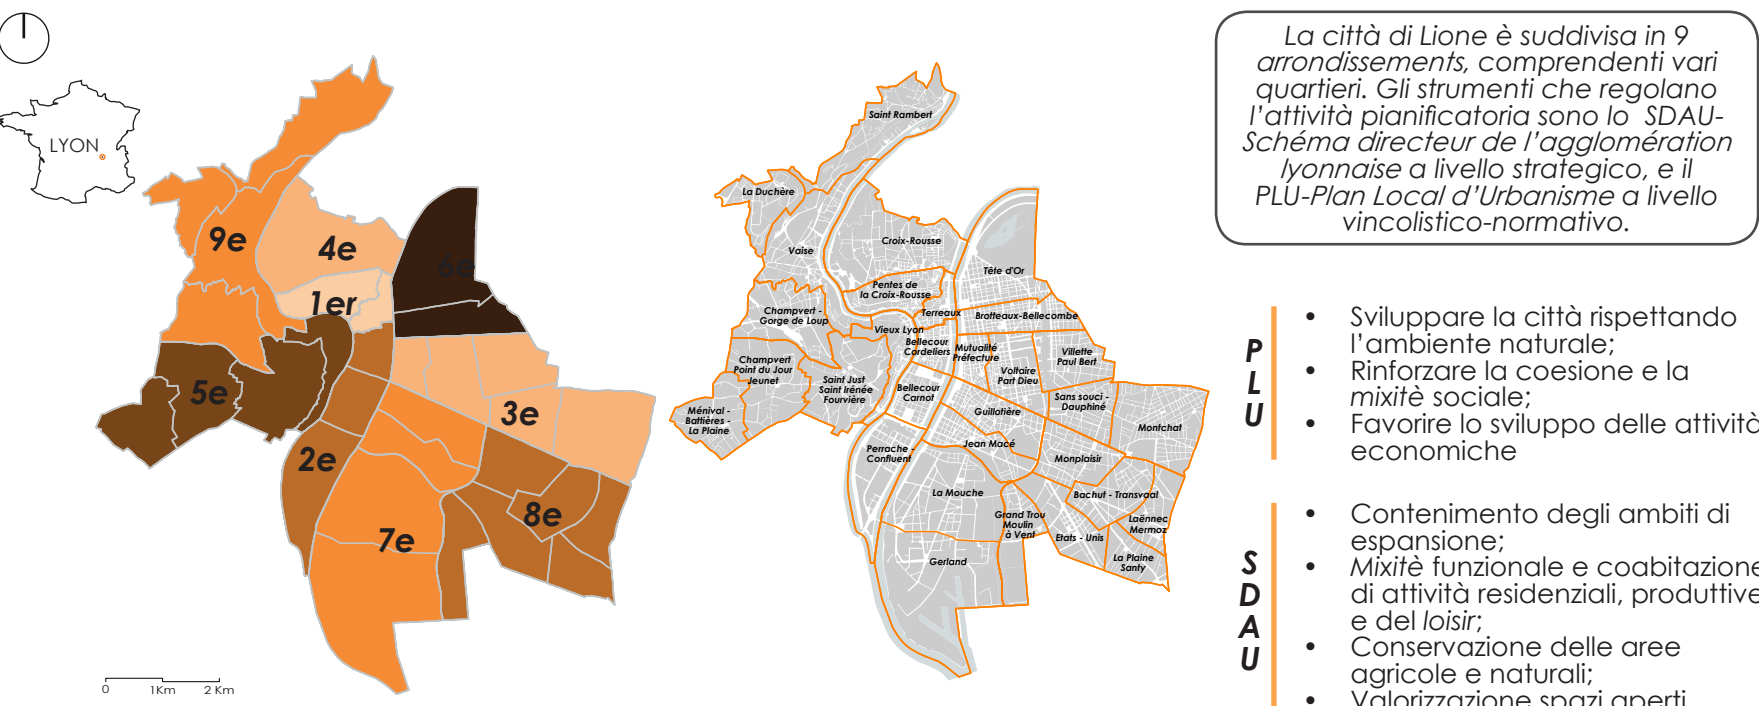 LYON
9e
4e
6e
1er
5e
3e
2e
8e
7e
0 1Km 2 Km
Saint Rambert
La Duchère
Vaise
Croix-Rousse
Tête d'Or
Pentes de
la Croix-Rousse
Terreaux
Brotteaux-Bellecombe
Champvert -
Gorge de Loup
Vieux Lyon
Bellecour
Cordeliers
Mutualité
Préfecture
Villette
Paul Bert
Champvert
Point du Jour
Jeunet
Voltaire
Part Dieu
Saint Just
Saint Irénée
Fourvière
Bellecour
Carnot
Sans souci -
Dauphiné
Ménival -
Battières -
La Plaine
Guillotière
Montchat
Jean Macé
Perrache -
Confluent
Monplaisir
La Mouche
Bachut - Transvaal
Grand Trou
Moulin
à Vent
Laënnec
Mermoz
Etats - Unis
Gerland
La Plaine
Santy
La città di Lione è suddivisa in 9
arrondissements, comprendenti vari
quartieri. Gli strumenti che regolano
l'attività pianificatoria sono lo SDAU-
Schéma directeur de l'agglomération
lyonnaise a livello strategico, e il
PLU-Plan Local d'Urbanisme a livello
vincolistico-normativo.
P
L
U
• Sviluppare la città rispettando
l'ambiente naturale;
• Rinforzare la coesione e la
mixitè sociale;
• Favorire lo sviluppo delle attività
economiche
S
D
A
U
• Contenimento degli ambiti di
espansione;
• Mixitè funzionale e coabitazione
di attività residenziali, produttive
e del loisir;
• Conservazione delle aree
agricole e naturali;
• Valorizzazione spazi aperti